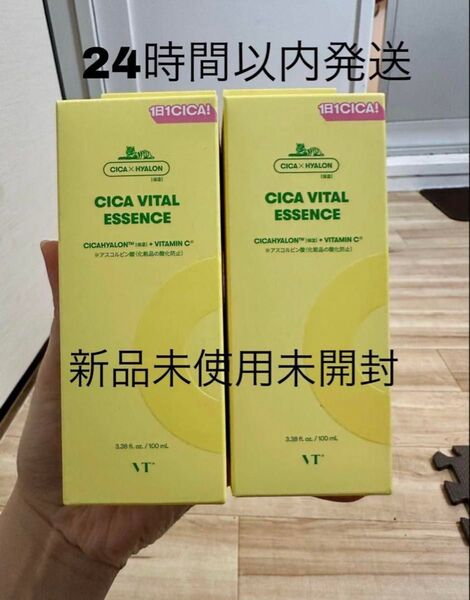 24時間以内発送
1日1CICA!
CICA×HYALON
[保湿]
CICA VITAL
ESSENCE
CICAHYALON™ [保湿] + VITAMIN C※
※アスコルビン酸（化粧品の酸化防止）
3.38 fl. oz. / 100 mL
VT®
1日1CICA!
CICA×HYALON
[保湿]
CICA VITAL
ESSENCE
CICAHYALON™ [保湿] + VITAMIN C※
※アスコルビン酸（化粧品の酸化防止）
3.38 fl. oz. / 100 mL
VT®
新品未使用未開封